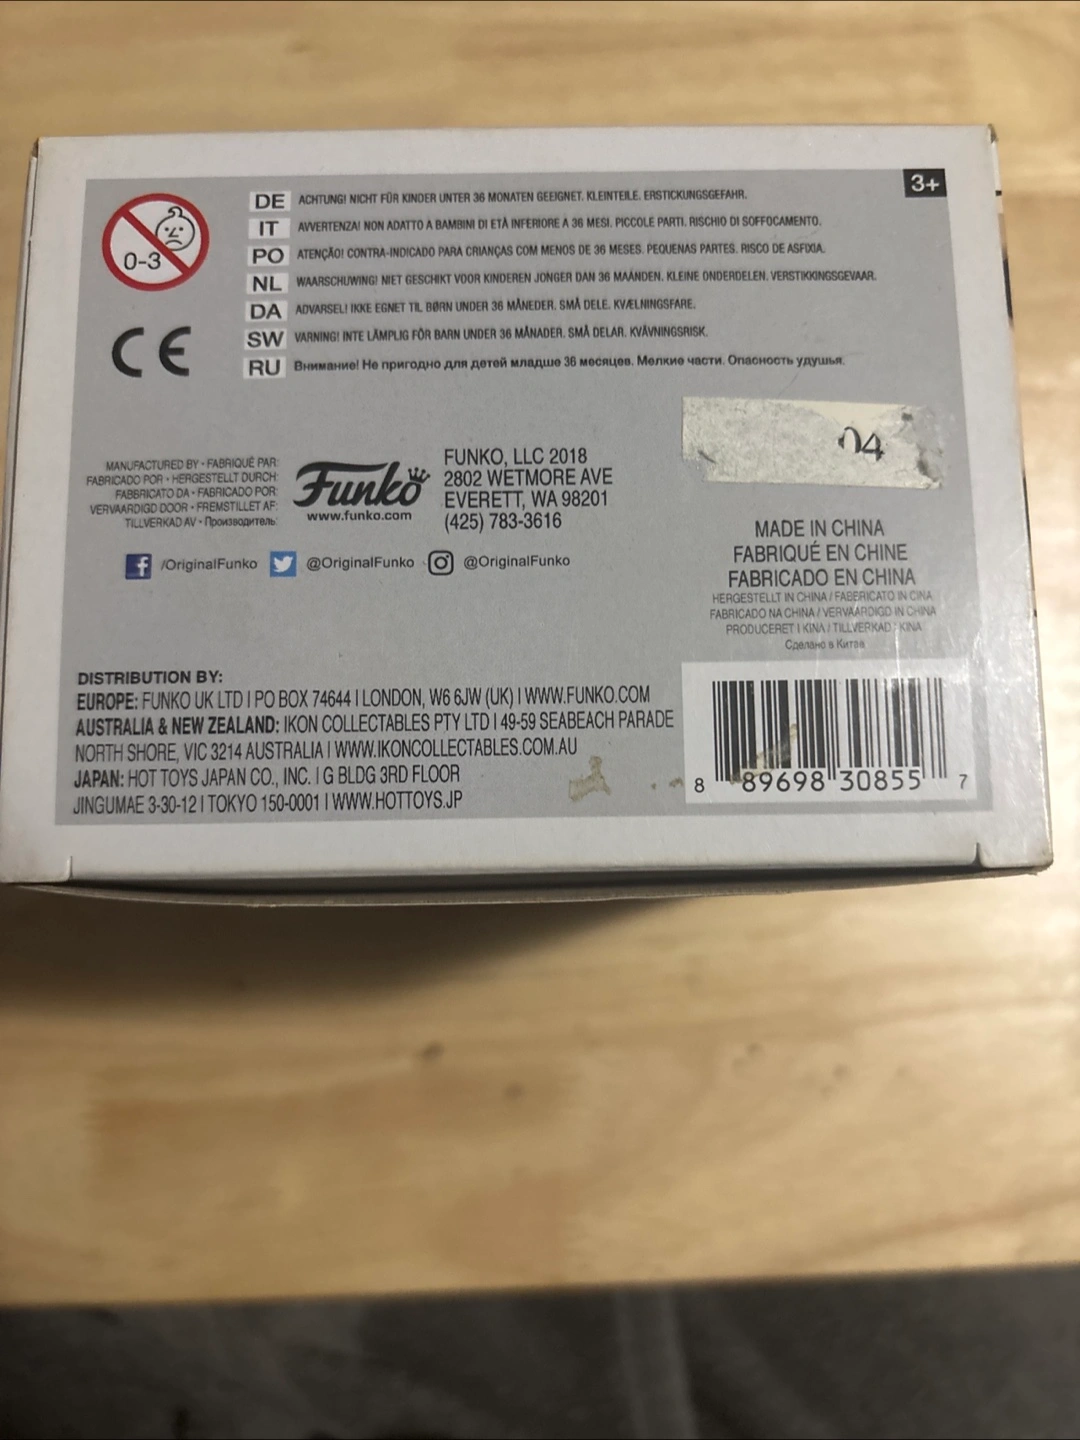 3+
0-3
DE ACHTUNG! NICHT FÜR KINDER UNTER 36 MONATEN GEEIGNET. KLEINTEILE. ERSTICKUNGSGEFAHR.
IT AVVERTENZA! NON ADATTO A BAMBINI DI ETÀ INFERIORE A 36 MESI. PICCOLE PARTI. RISCHIO DI SOFFOCAMENTO.
PO ATENÇÃO! CONTRA-INDICADO PARA CRIANÇAS COM MENOS DE 36 MESES. PEQUENAS PARTES. RISCO DE ASFIXIA.
NL WAARSCHUWING! NIET GESCHIKT VOOR KINDEREN JONGER DAN 36 MAANDEN. KLEINE ONDERDELEN. VERSTIKKINGSGEVAAR.
DA ADVARSEL! IKKE EGNET TIL BØRN UNDER 36 MÅNEDER. SMÅ DELE. KVÆLNINGSFARE.
SW VARNING! INTE LÄMPLIG FÖR BARN UNDER 36 MÅNADER. SMÅ DELAR. KVÄVNINGSRISK.
RU Внимание! Не пригодно для детей младше 36 месяцев. Мелкие части. Опасность удушья.
CE
04
MANUFACTURED BY • FABRIQUÉ PAR:
FABRICADO POR • HERGESTELLT DURCH:
FABBRICATO DA • FABRICADO POR:
VERVAARDIGD DOOR • FREMSTILLET AF:
TILLVERKAD AV • Производитель:
Funko
www.funko.com
FUNKO, LLC 2018
2802 WETMORE AVE
EVERETT, WA 98201
(425) 783-3616
/OriginalFunko @OriginalFunko @OriginalFunko
MADE IN CHINA
FABRIQUÉ EN CHINE
FABRICADO EN CHINA
HERGESTELLT IN CHINA / FABBRICATO IN CINA
FABRICADO NA CHINA / VERVAARDIGD IN CHINA
PRODUCERET I KINA / TILLVERKAD I KINA
Сделано в Китае
DISTRIBUTION BY:
EUROPE: FUNKO UK LTD | PO BOX 74644 | LONDON, W6 6JW (UK) | WWW.FUNKO.COM
AUSTRALIA & NEW ZEALAND: IKON COLLECTABLES PTY LTD | 49-59 SEABEACH PARADE
NORTH SHORE, VIC 3214 AUSTRALIA | WWW.IKONCOLLECTABLES.COM.AU
JAPAN: HOT TOYS JAPAN CO., INC. | G BLDG 3RD FLOOR
JINGUMAE 3-30-12 | TOKYO 150-0001 | WWW.HOTTOYS.JP
8 89698 30855 7